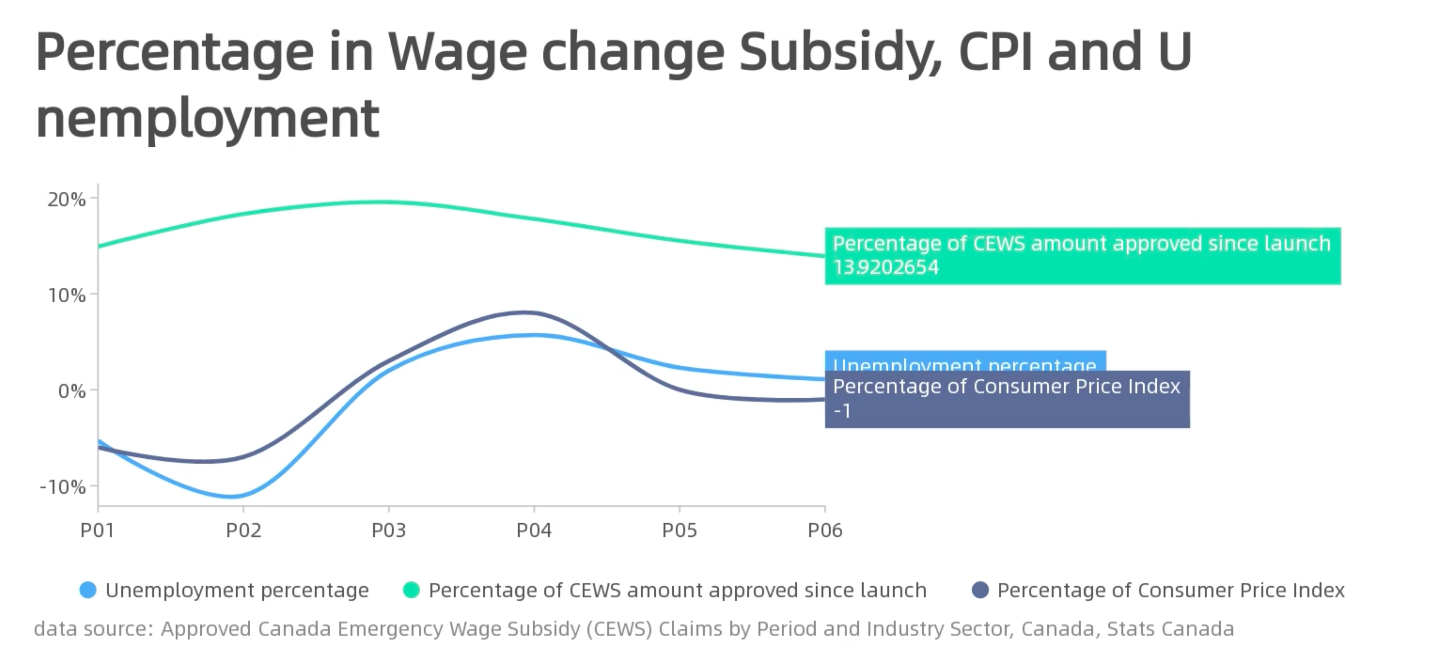 Percentage in Wage change Subsidy, CPI and U
nemployment
20%
10%
0%
-10%
Percentage of CEWS amount approved since launch
13.9202654
Unemployment percentage
Percentage of Consumer Price Index
-1
P01 P02 P03 P04 P05 P06
Unemployment percentage Percentage of CEWS amount approved since launch Percentage of Consumer Price Index
data source: Approved Canada Emergency Wage Subsidy (CEWS) Claims by Period and Industry Sector, Canada, Stats Canada